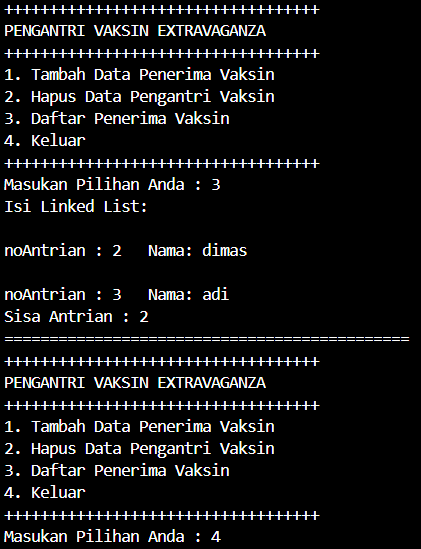 +++++++++++++++++++++++++++++++++++
PENGANTRI VAKSIN EXTRAVAGANZA
+++++++++++++++++++++++++++++++++++
1. Tambah Data Penerima Vaksin
2. Hapus Data Pengantri Vaksin
3. Daftar Penerima Vaksin
4. Keluar
+++++++++++++++++++++++++++++++++++
Masukan Pilihan Anda : 3
Isi Linked List:
noAntrian : 2   Nama: dimas
noAntrian : 3   Nama: adi
Sisa Antrian : 2
=============================================
+++++++++++++++++++++++++++++++++++
PENGANTRI VAKSIN EXTRAVAGANZA
+++++++++++++++++++++++++++++++++++
1. Tambah Data Penerima Vaksin
2. Hapus Data Pengantri Vaksin
3. Daftar Penerima Vaksin
4. Keluar
+++++++++++++++++++++++++++++++++++
Masukan Pilihan Anda : 4